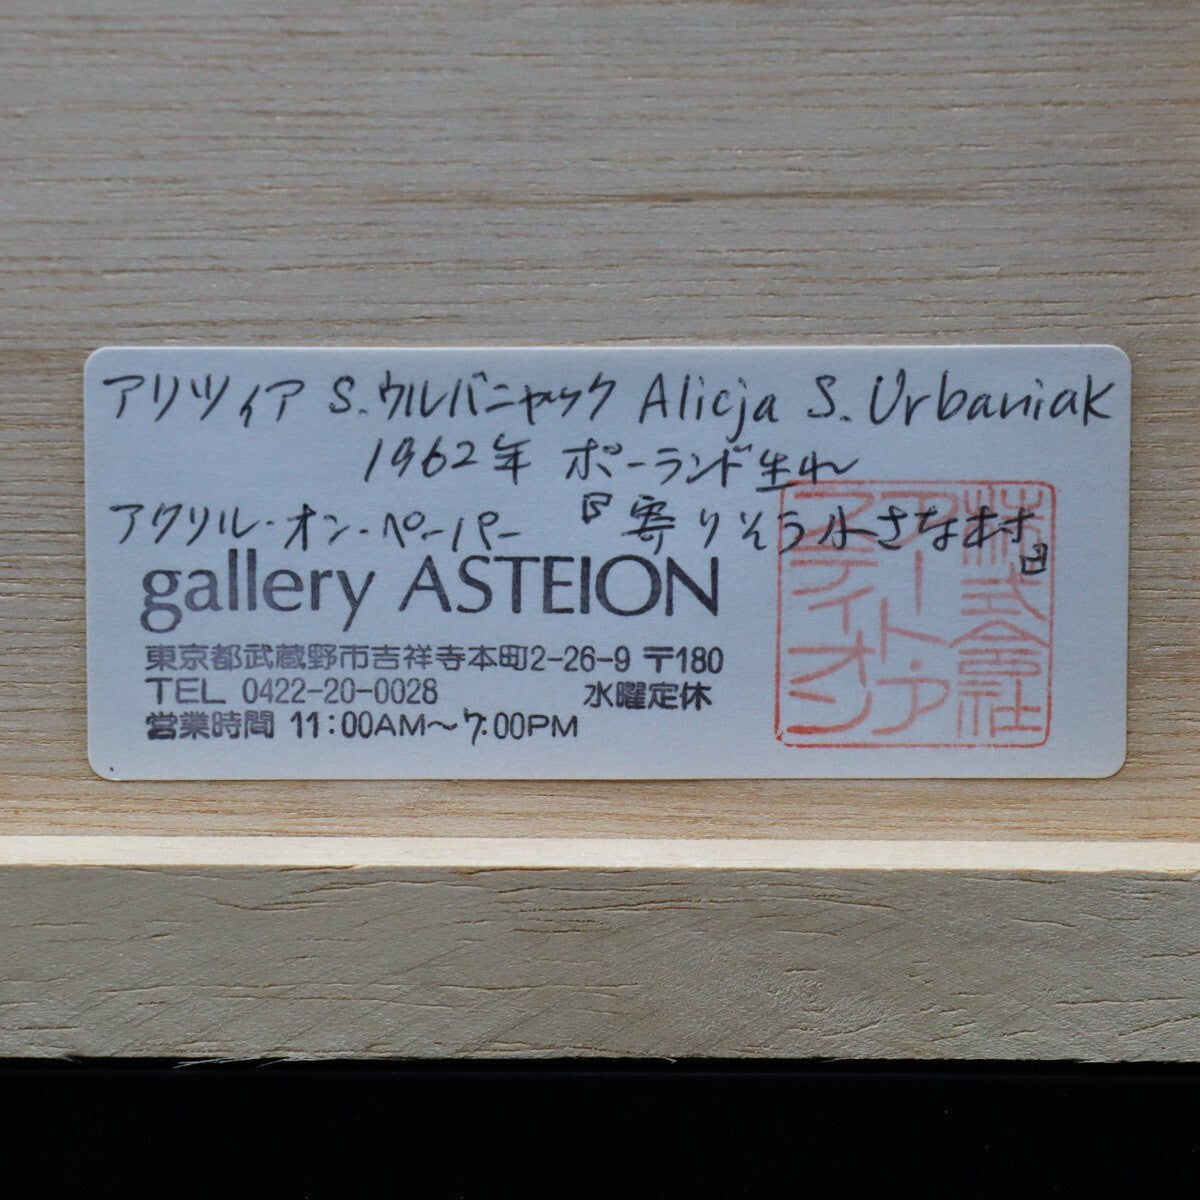 アリツィア S.ウルバニャック Alicja S. Urbaniak
1962年 ポーランド生れ
アクリル・オン・ペーパー 『寄りそう小さな村』
gallery ASTEION
東京都武蔵野市吉祥寺本町2-26-9 〒180
TEL 0422-20-0028 水曜定休
営業時間 11:00AM～7:00PM
株式会社
アート・ア
スティオン